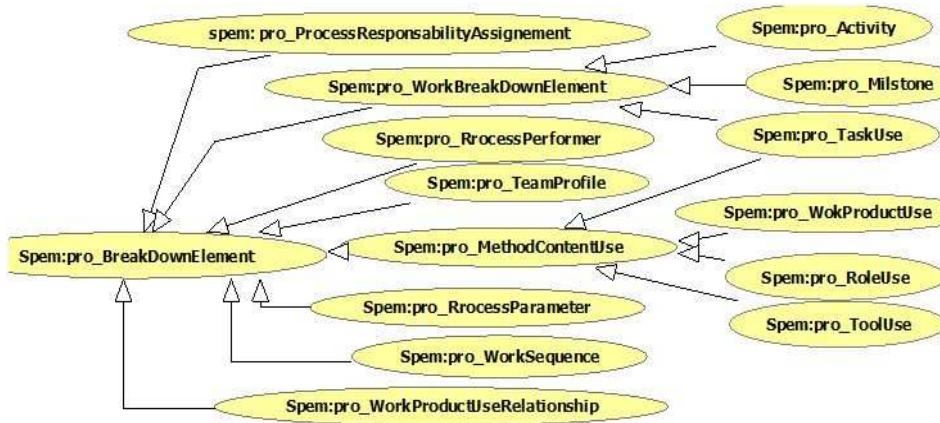 spem: pro_ProcessResponsabilityAssignement
Spem:pro_Activity
Spem:pro_WorkBreakDownElement
Spem:pro_Milstone
Spem:pro_RrocessPerformer
Spem:pro_TaskUse
Spem:pro_TeamProfile
Spem:pro_WokProductUse
Spem:pro_BreakDownElement
Spem:pro_MethodContentUse
Spem:pro_RoleUse
Spem:pro_RrocessParameter
Spem:pro_ToolUse
Spem:pro_WorkSequence
Spem:pro_WorkProductUseRelationship